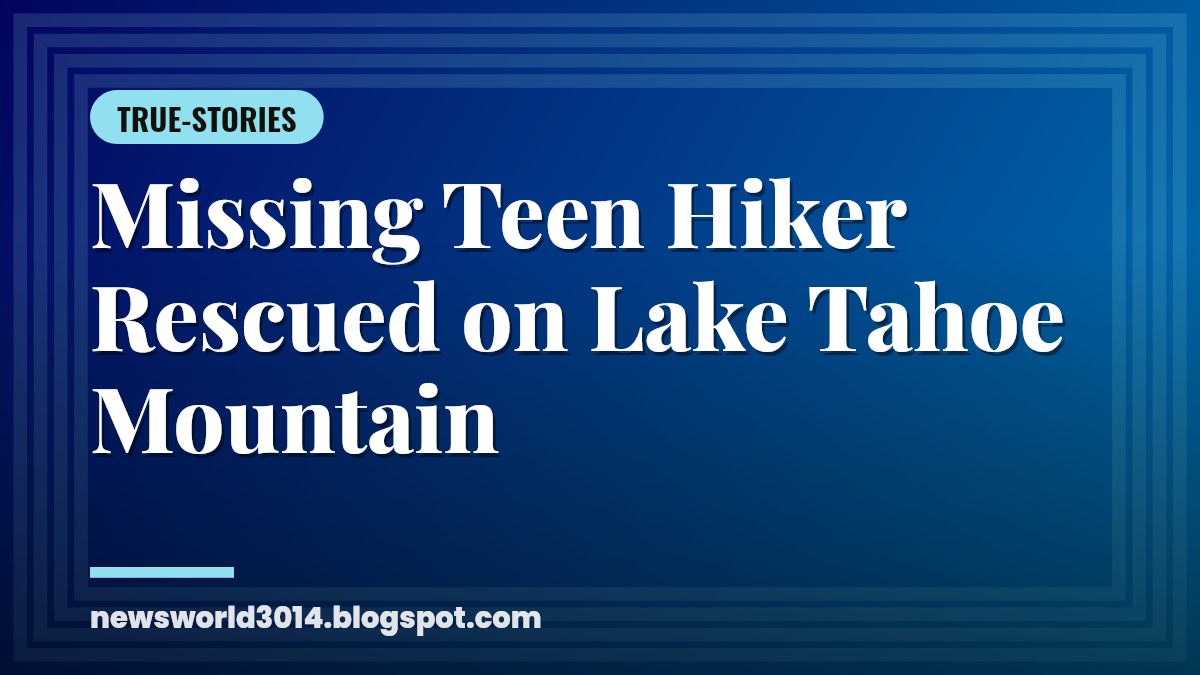 TRUE-STORIES
Missing Teen Hiker
Rescued on Lake Tahoe
Mountain
newsworld3014.blogspot.com